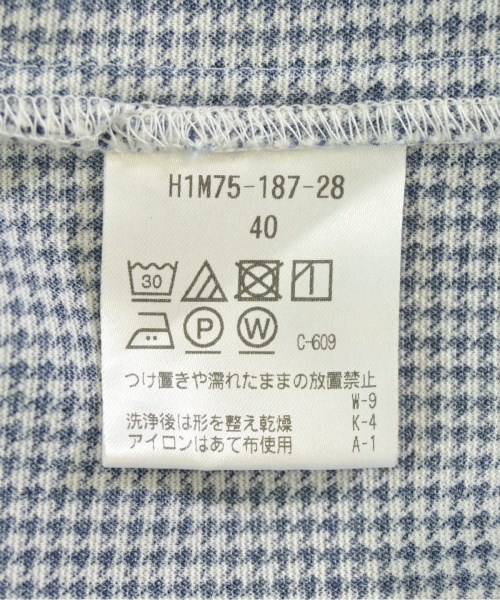 H1M75-187-28
40
30
P W C-609
つけ置きや濡れたままの放置禁止
W-9
洗浄後は形を整え乾燥 K-4
アイロンはあて布使用 A-1